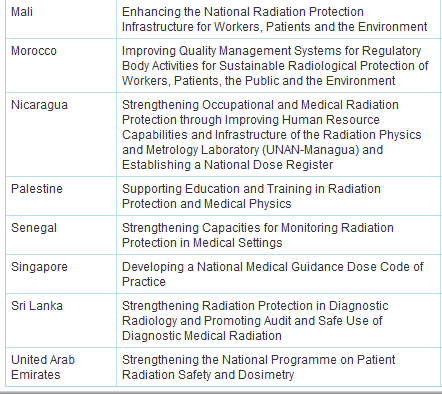 Mali Enhancing the National Radiation Protection
Infrastructure for Workers, Patients and the Environment
Morocco Improving Quality Management Systems for Regulatory
Body Activities for Sustainable Radiological Protection of
Workers, Patients, the Public and the Environment
Nicaragua Strengthening Occupational and Medical Radiation
Protection through Improving Human Resource
Capabilities and Infrastructure of the Radiation Physics
and Metrology Laboratory (UNAN-Managua) and
Establishing a National Dose Register
Palestine Supporting Education and Training in Radiation
Protection and Medical Physics
Senegal Strengthening Capacities for Monitoring Radiation
Protection in Medical Settings
Singapore Developing a National Medical Guidance Dose Code of
Practice
Sri Lanka Strengthening Radiation Protection in Diagnostic
Radiology and Promoting Audit and Safe Use of
Diagnostic Medical Radiation
United Arab Strengthening the National Programme on Patient
Emirates Radiation Safety and Dosimetry